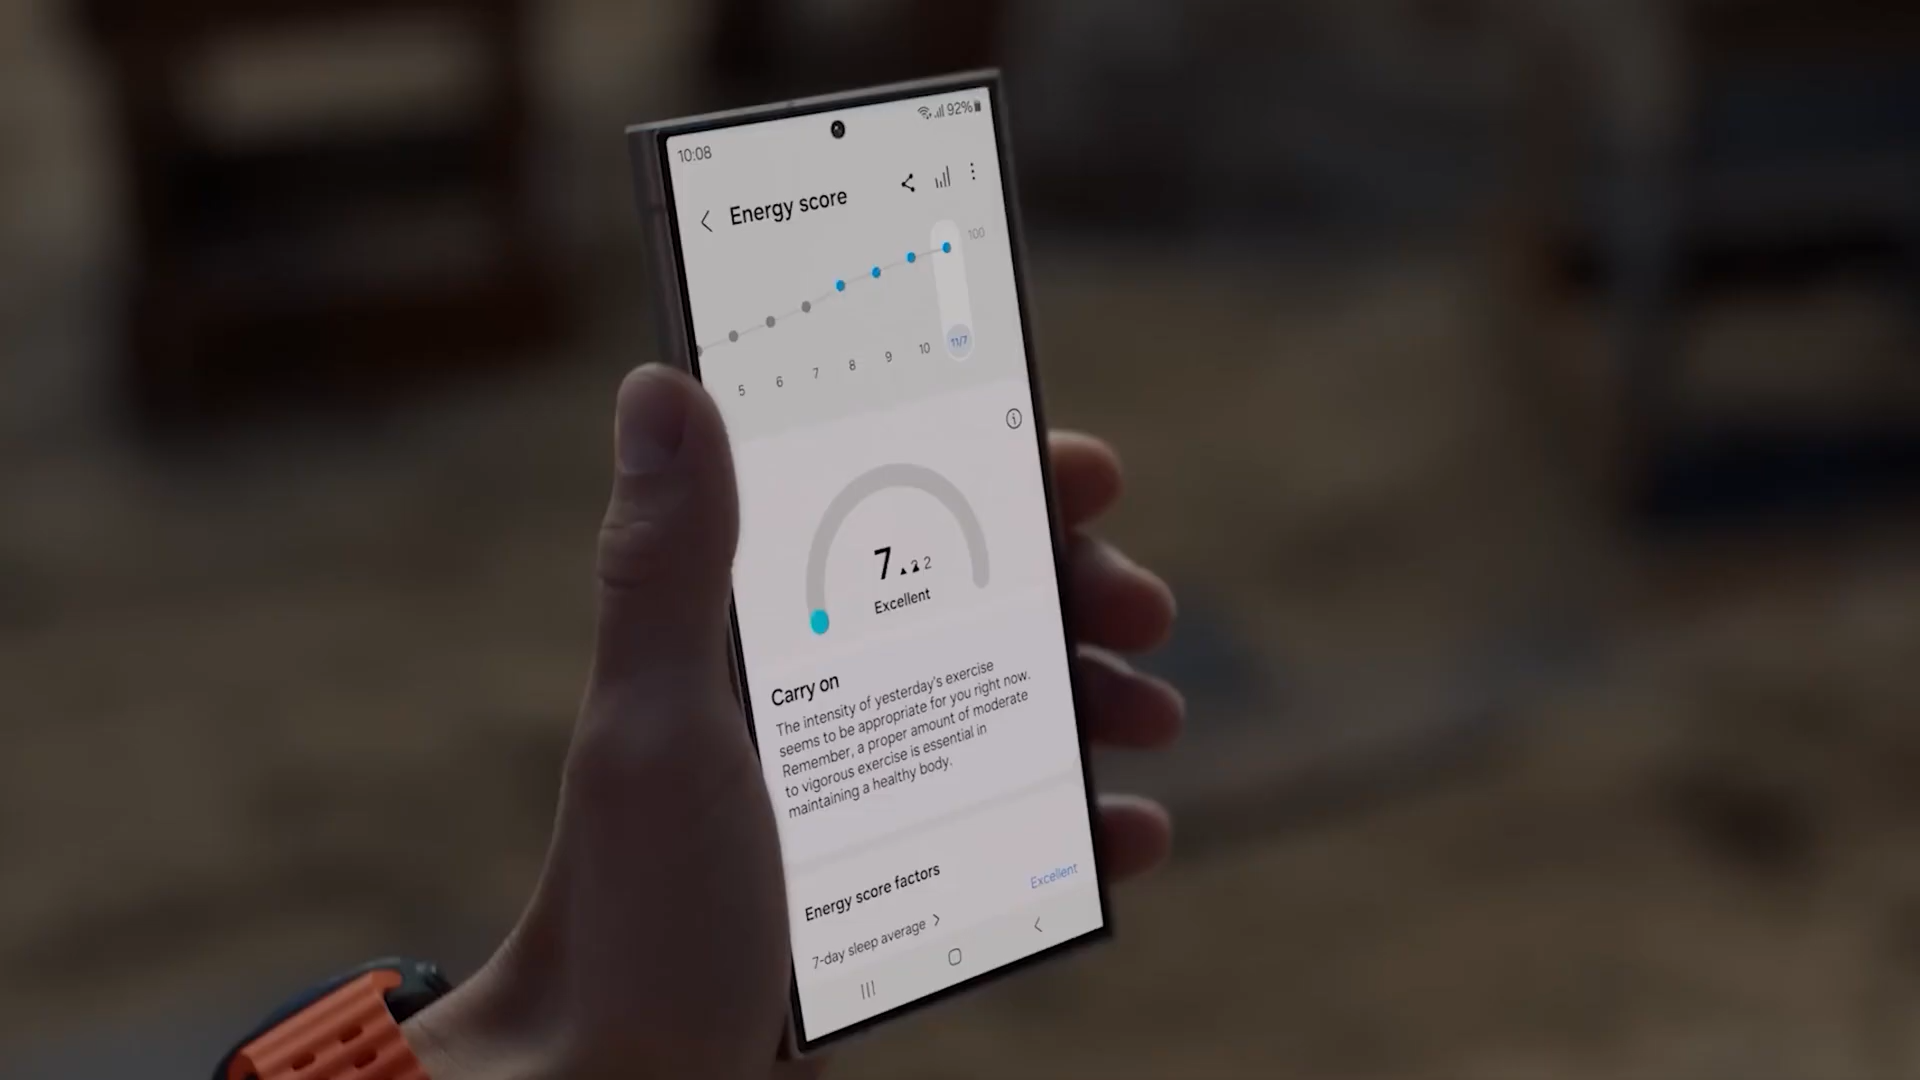 10:08
92%
Energy score
100
5 6 7 8 9 10 11/7
Excellent
Carry on
The intensity of yesterday's exercise
seems to be appropriate for you right now.
Remember, a proper amount of moderate
to vigorous exercise is essential in
maintaining a healthy body.
Energy score factors
7-day sleep average
Excellent